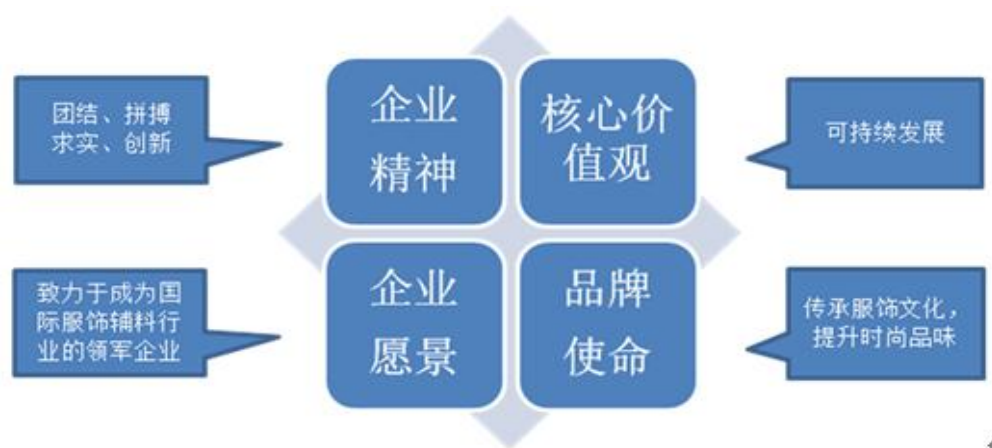 团结、拼搏
求实、创新
企业
精神
核心价
值观
可持续发展
致力于成为国
际服饰辅料行
业的领军企业
企业
愿景
品牌
使命
传承服饰文化，
提升时尚品味